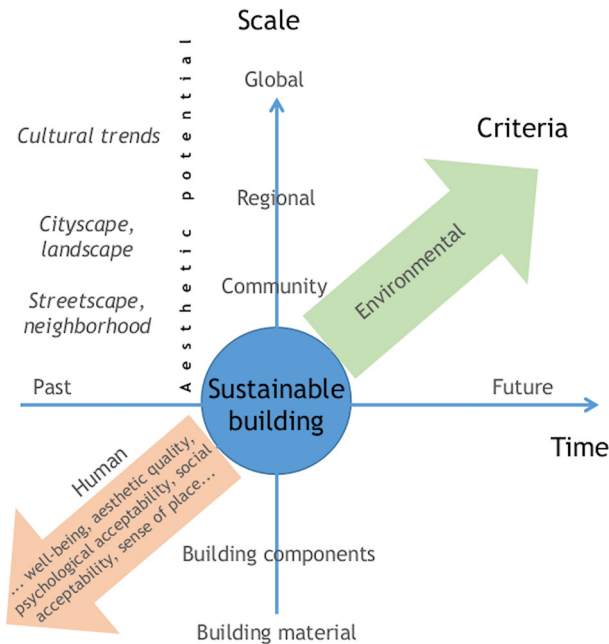 Scale
Global
Aesthetic potential
Cultural trends
Criteria
Regional
Cityscape,
landscape
Environmental
Community
Streetscape,
neighborhood
Past
Sustainable
building
Future
Time
Human
... well-being, aesthetic quality,
psychological acceptability, social
acceptability, sense of place...
Building components
Building material